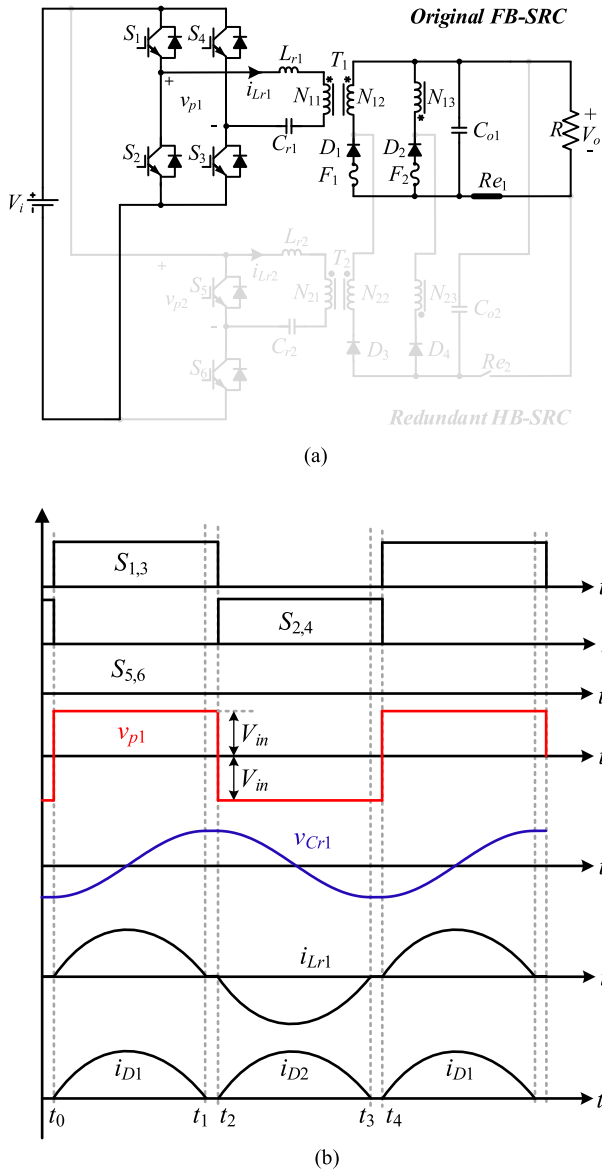 Original FB-SRC
S1 S4
Lr1 T1
+
iLr1
vp1
N11 N12 N13
-
Cr1
S2 S3
D1 D2
F1 F2
Co1
R
+
Vo
-
Re1
Vi
+
-
Lr2 T2
+
iLr2
vp2
S5
N21 N22 N23
-
Cr2
Co2
S6
D3 D4
Re2
Redundant HB-SRC
(a)
S1,3
t
S2,4
S5,6
t
vp1
Vin
t
Vin
vCr1
t
iLr1
iD1 iD2 iD1
t
t0 t1 t2 t3 t4
(b)